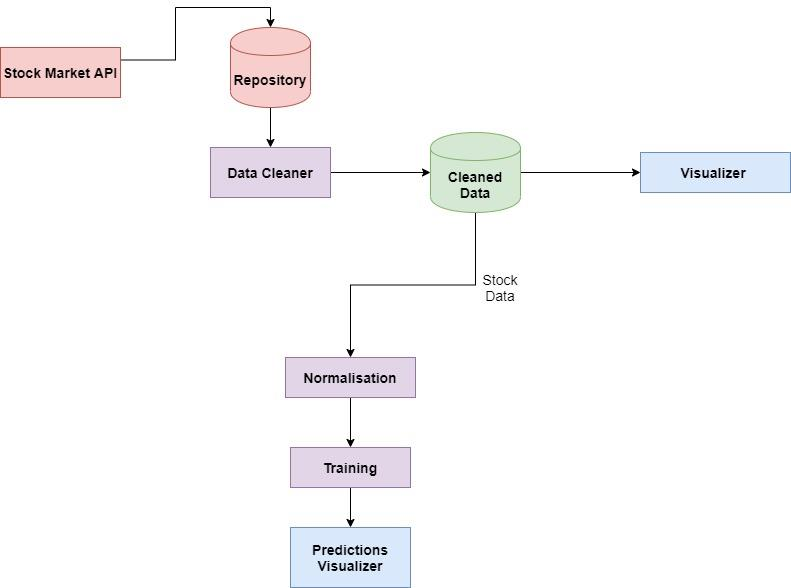 Stock Market API
Repository
Data Cleaner
Cleaned
Data
Visualizer
Stock
Data
Normalisation
Training
Predictions
Visualizer